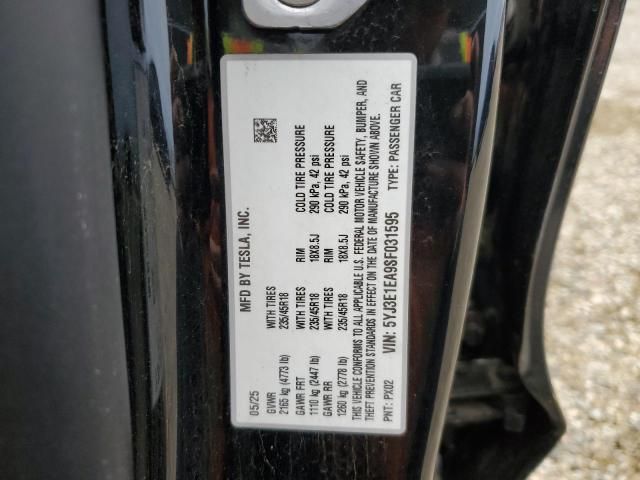 MFD BY TESLA, INC.
05/25
GVWR WITH TIRES RIM COLD TIRE PRESSURE
2165 kg (4773 lb) 235/45R18 18X8.5J 290 kPa, 42 psi
GAWR FRT WITH TIRES RIM COLD TIRE PRESSURE
1110 kg (2447 lb) 235/45R18 18X8.5J 290 kPa, 42 psi
GAWR RR
1260 kg (2778 lb) 235/45R18
THIS VEHICLE CONFORMS TO ALL APPLICABLE U.S. FEDERAL MOTOR VEHICLE SAFETY, BUMPER, AND
THEFT PREVENTION STANDARDS IN EFFECT ON THE DATE OF MANUFACTURE SHOWN ABOVE.
VIN: 5YJ3E1EA9SF031595 TYPE: PASSENGER CAR
PNT: PX02